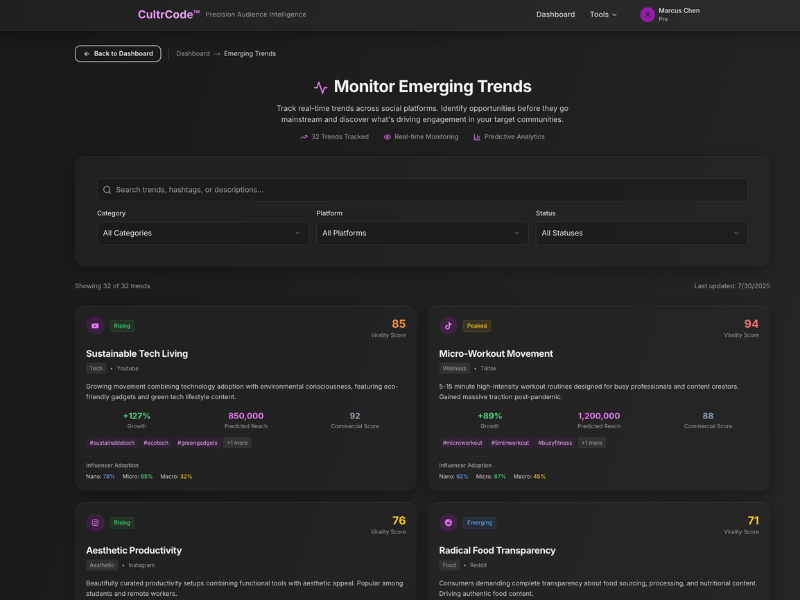 CultrCode™ Precision Audience Intelligence Dashboard Tools Marcus Chen
Pro
Back to Dashboard Dashboard → Emerging Trends
Monitor Emerging Trends
Track real-time trends across social platforms. Identify opportunities before they go
mainstream and discover what's driving engagement in your target communities.
32 Trends Tracked Real-time Monitoring Predictive Analytics
Search trends, hashtags, or descriptions...
Category Platform Status
All Categories All Platforms All Statuses
Showing 32 of 32 trends Last updated: 7/30/2025
Rising 85
Virality Score
Sustainable Tech Living
Tech • Youtube
Growing movement combining technology adoption with environmental consciousness, featuring eco-
friendly gadgets and green tech lifestyle content.
+127% 850,000 92
Growth Predicted Reach Commercial Score
#sustainabletech #ecotech #greengadgets +1 more
Influencer Adoption
Nano: 78% Micro: 65% Macro: 32%
Peaked 94
Virality Score
Micro-Workout Movement
Wellness • Tiktok
5-15 minute high-intensity workout routines designed for busy professionals and content creators.
Gained massive traction post-pandemic.
+89% 1,200,000 88
Growth Predicted Reach Commercial Score
#microworkout #5minworkout #busyfitness +1 more
Influencer Adoption
Nano: 92% Micro: 87% Macro: 45%
Rising 76
Virality Score
Aesthetic Productivity
Aesthetic • Instagram
Beautifully curated productivity setups combining functional tools with aesthetic appeal. Popular among
students and remote workers.
Emerging 71
Virality Score
Radical Food Transparency
Food • Reddit
Consumers demanding complete transparency about food sourcing, processing, and nutritional content.
Driving authentic food content.